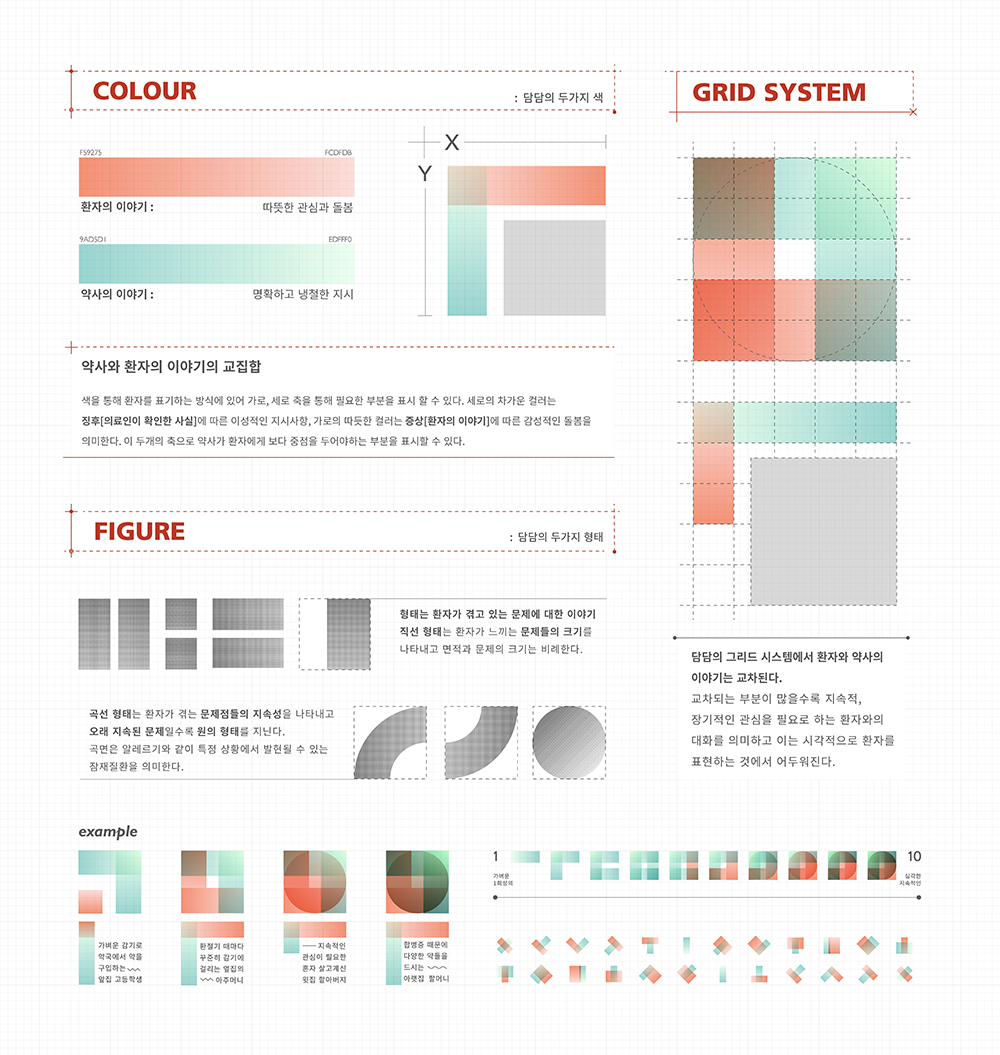 COLOUR
: 담담의 두가지 색
F59275
FCDFDB
환자의 이야기 :
따뜻한 관심과 돌봄
9AD5D1
EDFFF0
약사의 이야기 :
명확하고 냉철한 지시
X
Y
약사와 환자의 이야기의 교집합
색을 통해 환자를 표기하는 방식에 있어 가로, 세로 축을 통해 필요한 부분을 표시 할 수 있다. 세로의 차가운 컬러는
징후[의료인이 확인한 사실]에 따른 이성적인 지시사항, 가로의 따듯한 컬러는 증상[환자의 이야기]에 따른 감성적인 돌봄을
의미한다. 이 두개의 축으로 약사가 환자에게 보다 중점을 두어야하는 부분을 표시할 수 있다.
FIGURE
: 담담의 두가지 형태
형태는 환자가 겪고 있는 문제에 대한 이야기
직선 형태는 환자가 느끼는 문제들의 크기를
나타내고 면적과 문제의 크기는 비례한다.
곡선 형태는 환자가 겪는 문제점들의 지속성을 나타내고
오래 지속된 문제일수록 원의 형태를 지닌다.
곡면은 알레르기와 같이 특정 상황에서 발현될 수 있는
잠재질환을 의미한다.
GRID SYSTEM
담담의 그리드 시스템에서 환자와 약사의
이야기는 교차된다.
교차되는 부분이 많을수록 지속적,
장기적인 관심을 필요로 하는 환자와의
대화를 의미하고 이는 시각적으로 환자를
표현하는 것에서 어두워진다.
example
가벼운 감기로
약국에서 약을
구입하는
옆집 고등학생
환절기 때마다
꾸준히 감기에
걸리는 옆집의
아주머니
지속적인
관심이 필요한
혼자 살고계신
윗집 할아버지
합병증 때문에
다양한 약들을
드시는
아랫집 할머니
1
가벼운
1회성의
10
심각한
지속적인